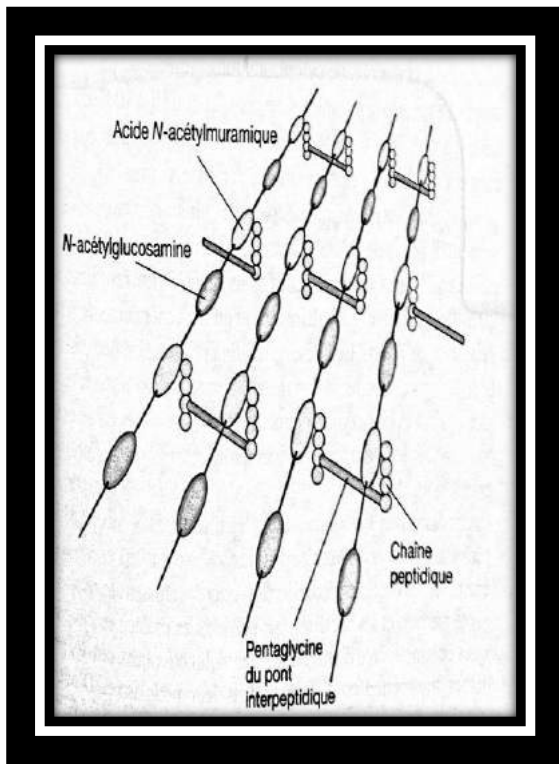 Acide N-acétylmuramique
N-acétylglucosamine
Chaîne
peptidique
Pentaglycine
du pont
interpeptidique